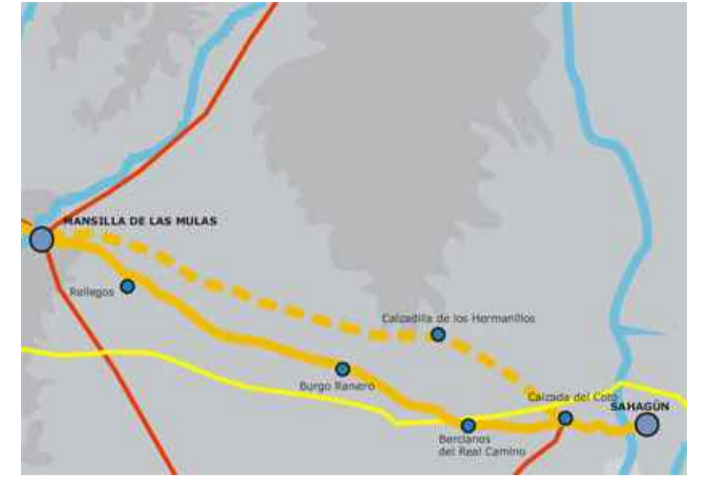 MANSILLA DE LAS MULAS
Reliegos
Calzadilla de los Hermanillos
Burgo Ranero
Calzada del Coto
SAHAGÚN
Bercianos
del Real Camino